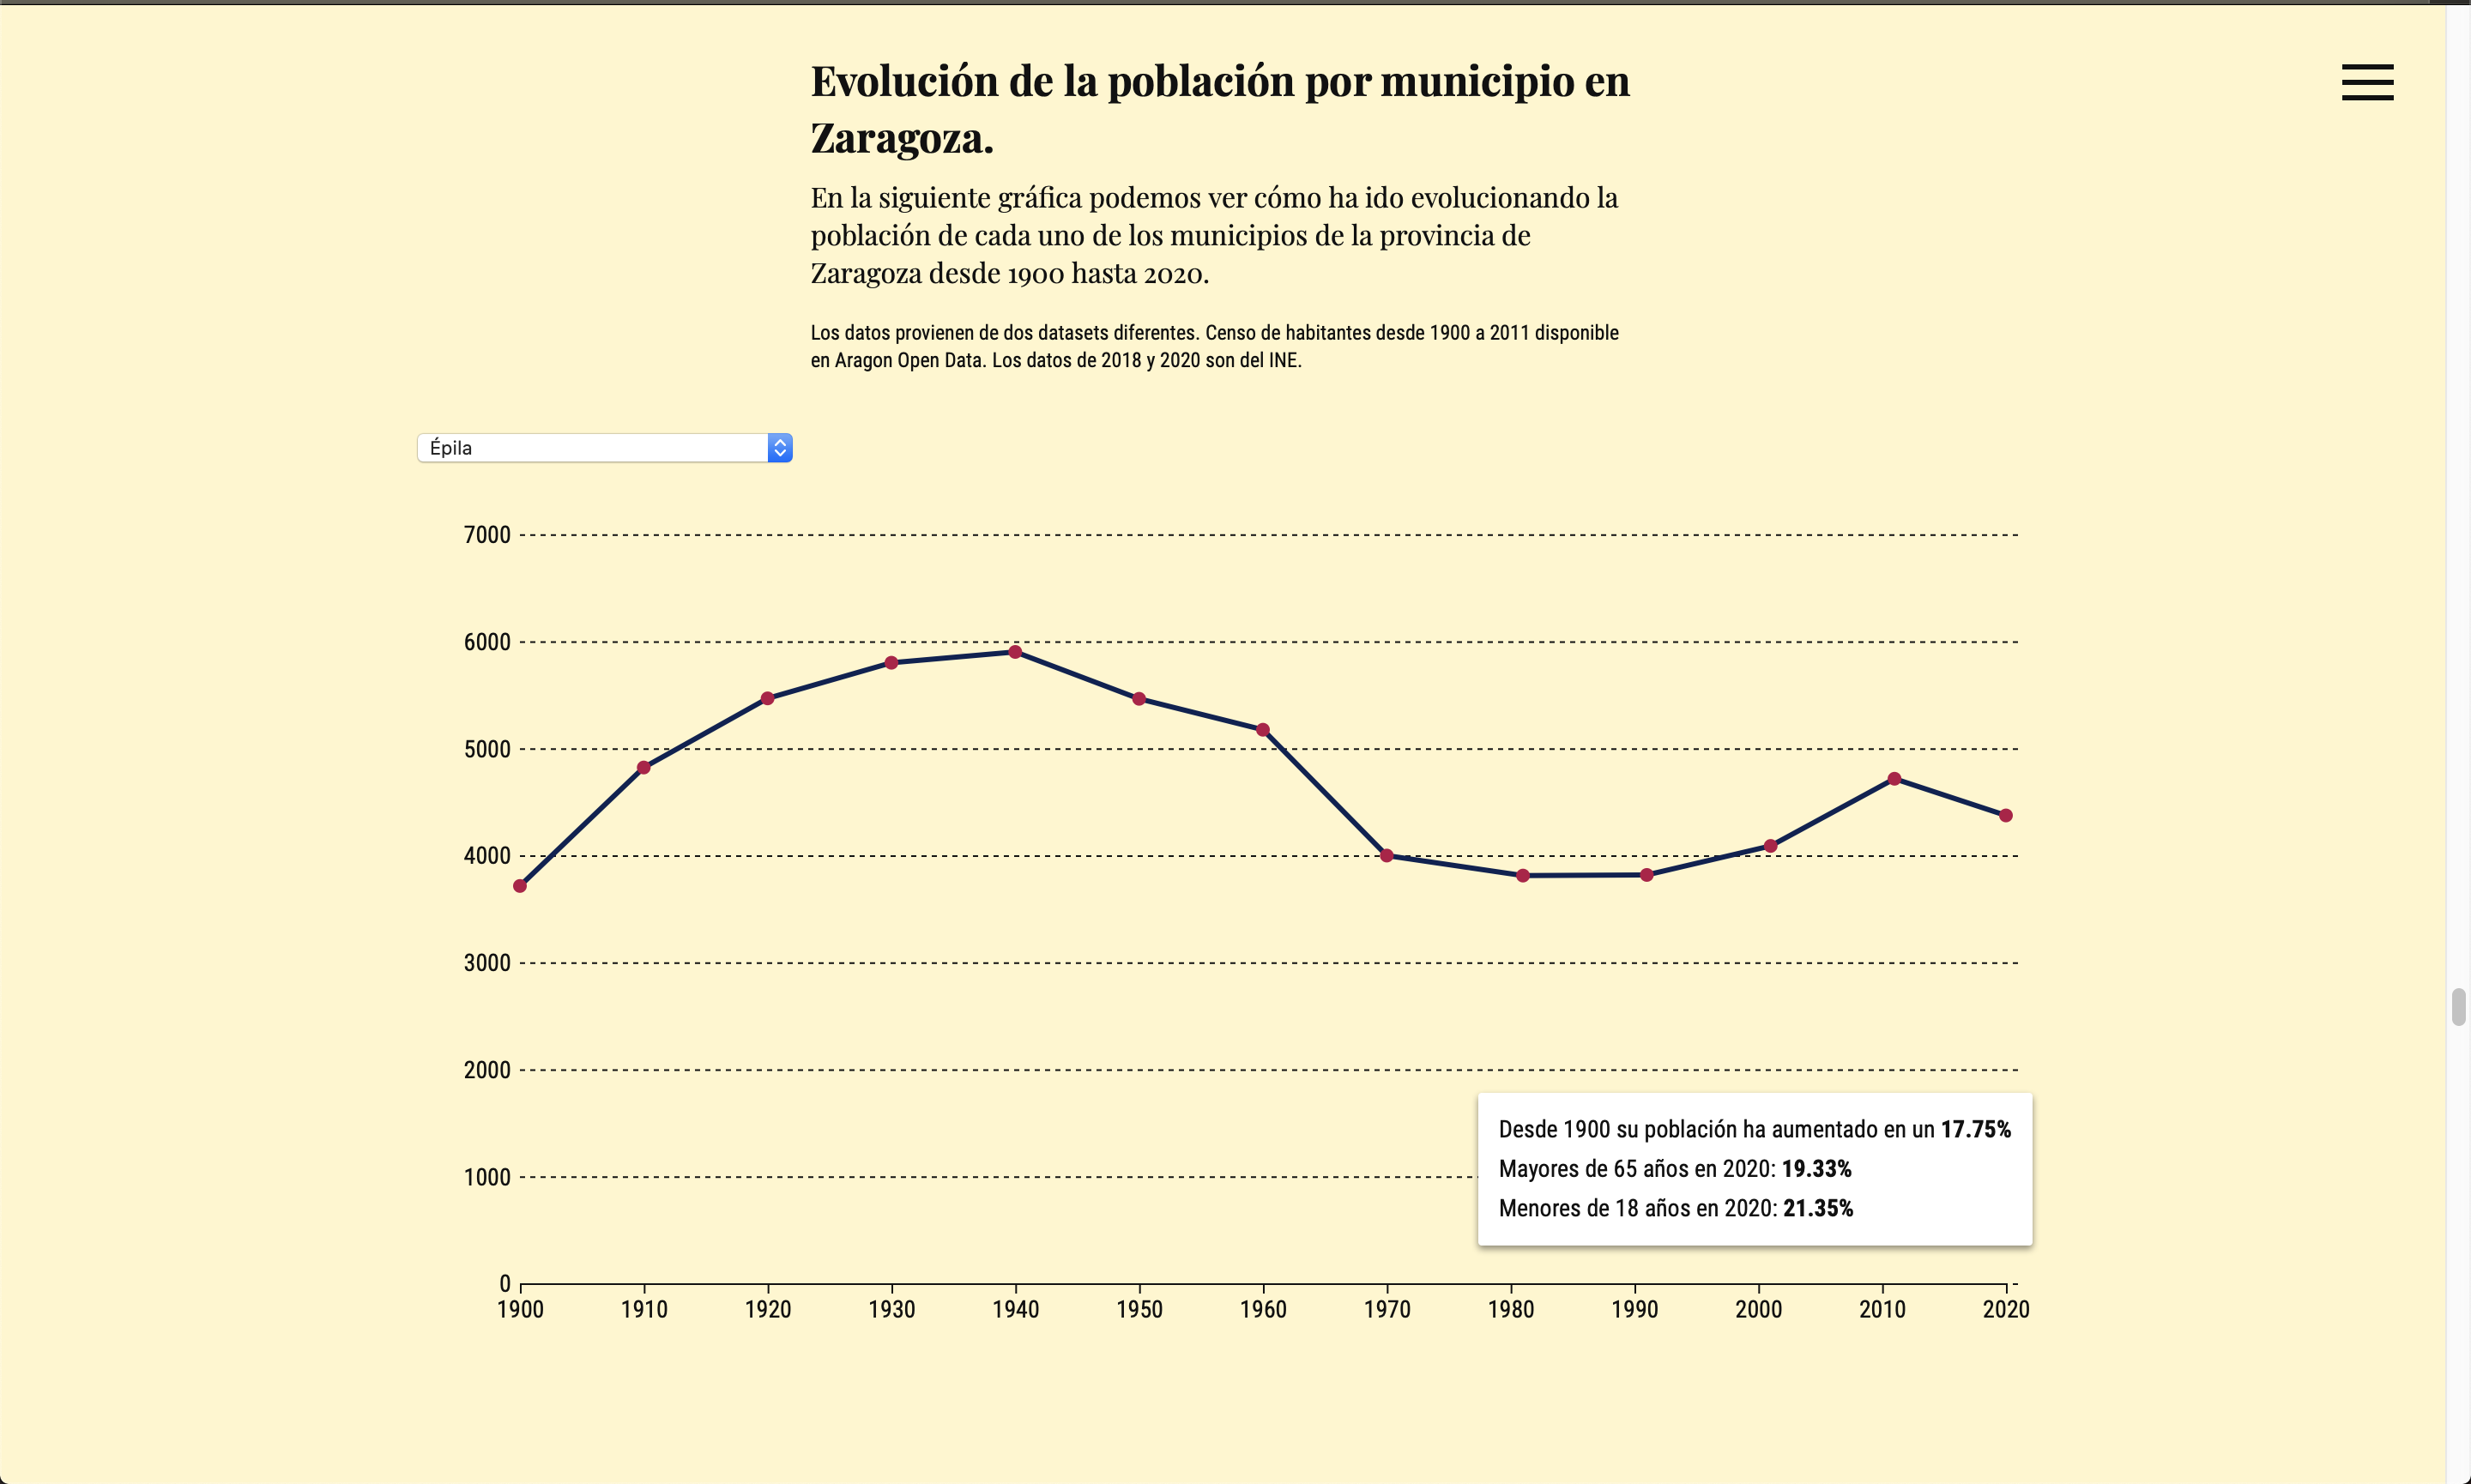 Evolución de la población por municipio en
Zaragoza.
En la siguiente gráfica podemos ver cómo ha ido evolucionando la
población de cada uno de los municipios de la provincia de
Zaragoza desde 1900 hasta 2020.
Los datos provienen de dos datasets diferentes. Censo de habitantes desde 1900 a 2011 disponible
en Aragon Open Data. Los datos de 2018 y 2020 son del INE.
Épila
7000
6000
5000
4000
3000
2000
1000
0
Desde 1900 su población ha aumentado en un 17.75%
Mayores de 65 años en 2020: 19.33%
Menores de 18 años en 2020: 21.35%
1900 1910 1920 1930 1940 1950 1960 1970 1980 1990 2000 2010 2020